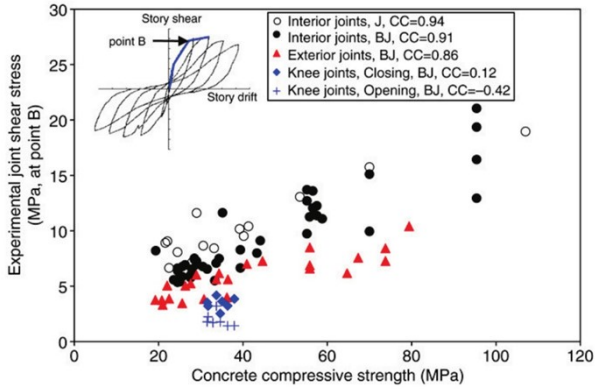 Story shear
point B
Story drift
Interior joints, J, CC=0.94
Interior joints, BJ, CC=0.91
Exterior joints, BJ, CC=0.86
Knee joints, Closing, BJ, CC=0.12
Knee joints, Opening, BJ, CC=−0.42
Experimental joint shear stress
(MPa, at point B)
30
25
20
15
10
5
0
0 20 40 60 80 100 120
Concrete compressive strength (MPa)